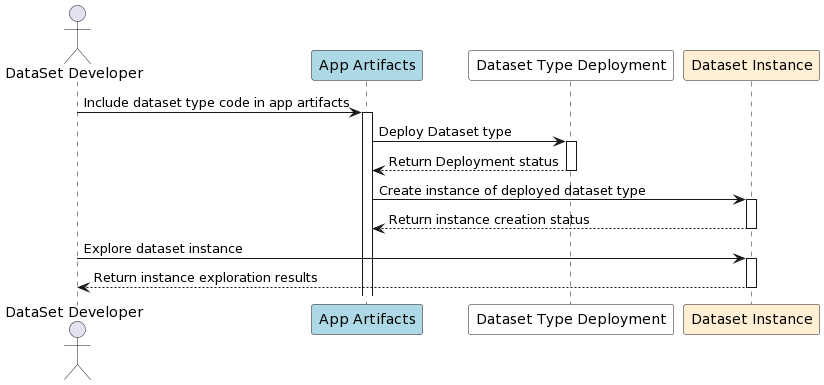 DataSet Developer
App Artifacts
Dataset Type Deployment
Dataset Instance
Include dataset type code in app artifacts
Deploy Dataset type
Return Deployment status
Create instance of deployed dataset type
Return instance creation status
Explore dataset instance
Return instance exploration results
DataSet Developer
App Artifacts
Dataset Type Deployment
Dataset Instance